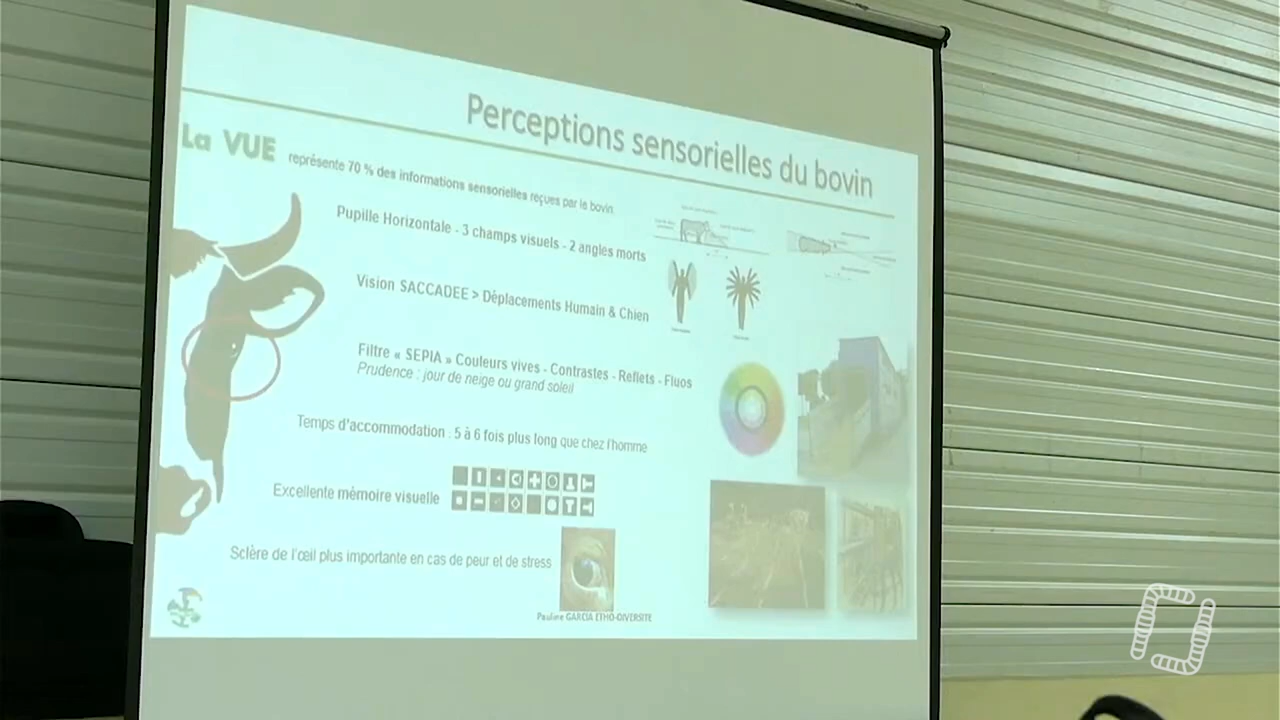 Perceptions sensorielles du bovin
La VUE représente 70 % des informations sensorielles reçues par le bovin
Pupille Horizontale - 3 champs visuels - 2 angles morts
Vision SACCADEE > Déplacements Humain & Chien
Filtre « SEPIA » Couleurs vives - Contrastes - Reflets - Fluos
Prudence : jour de neige ou grand soleil
Temps d'accommodation : 5 à 6 fois plus long que chez l'homme
Excellente mémoire visuelle
Sclère de l'œil plus importante en cas de peur et de stress
Pauline GARCIA ETHO-DIVERSITE